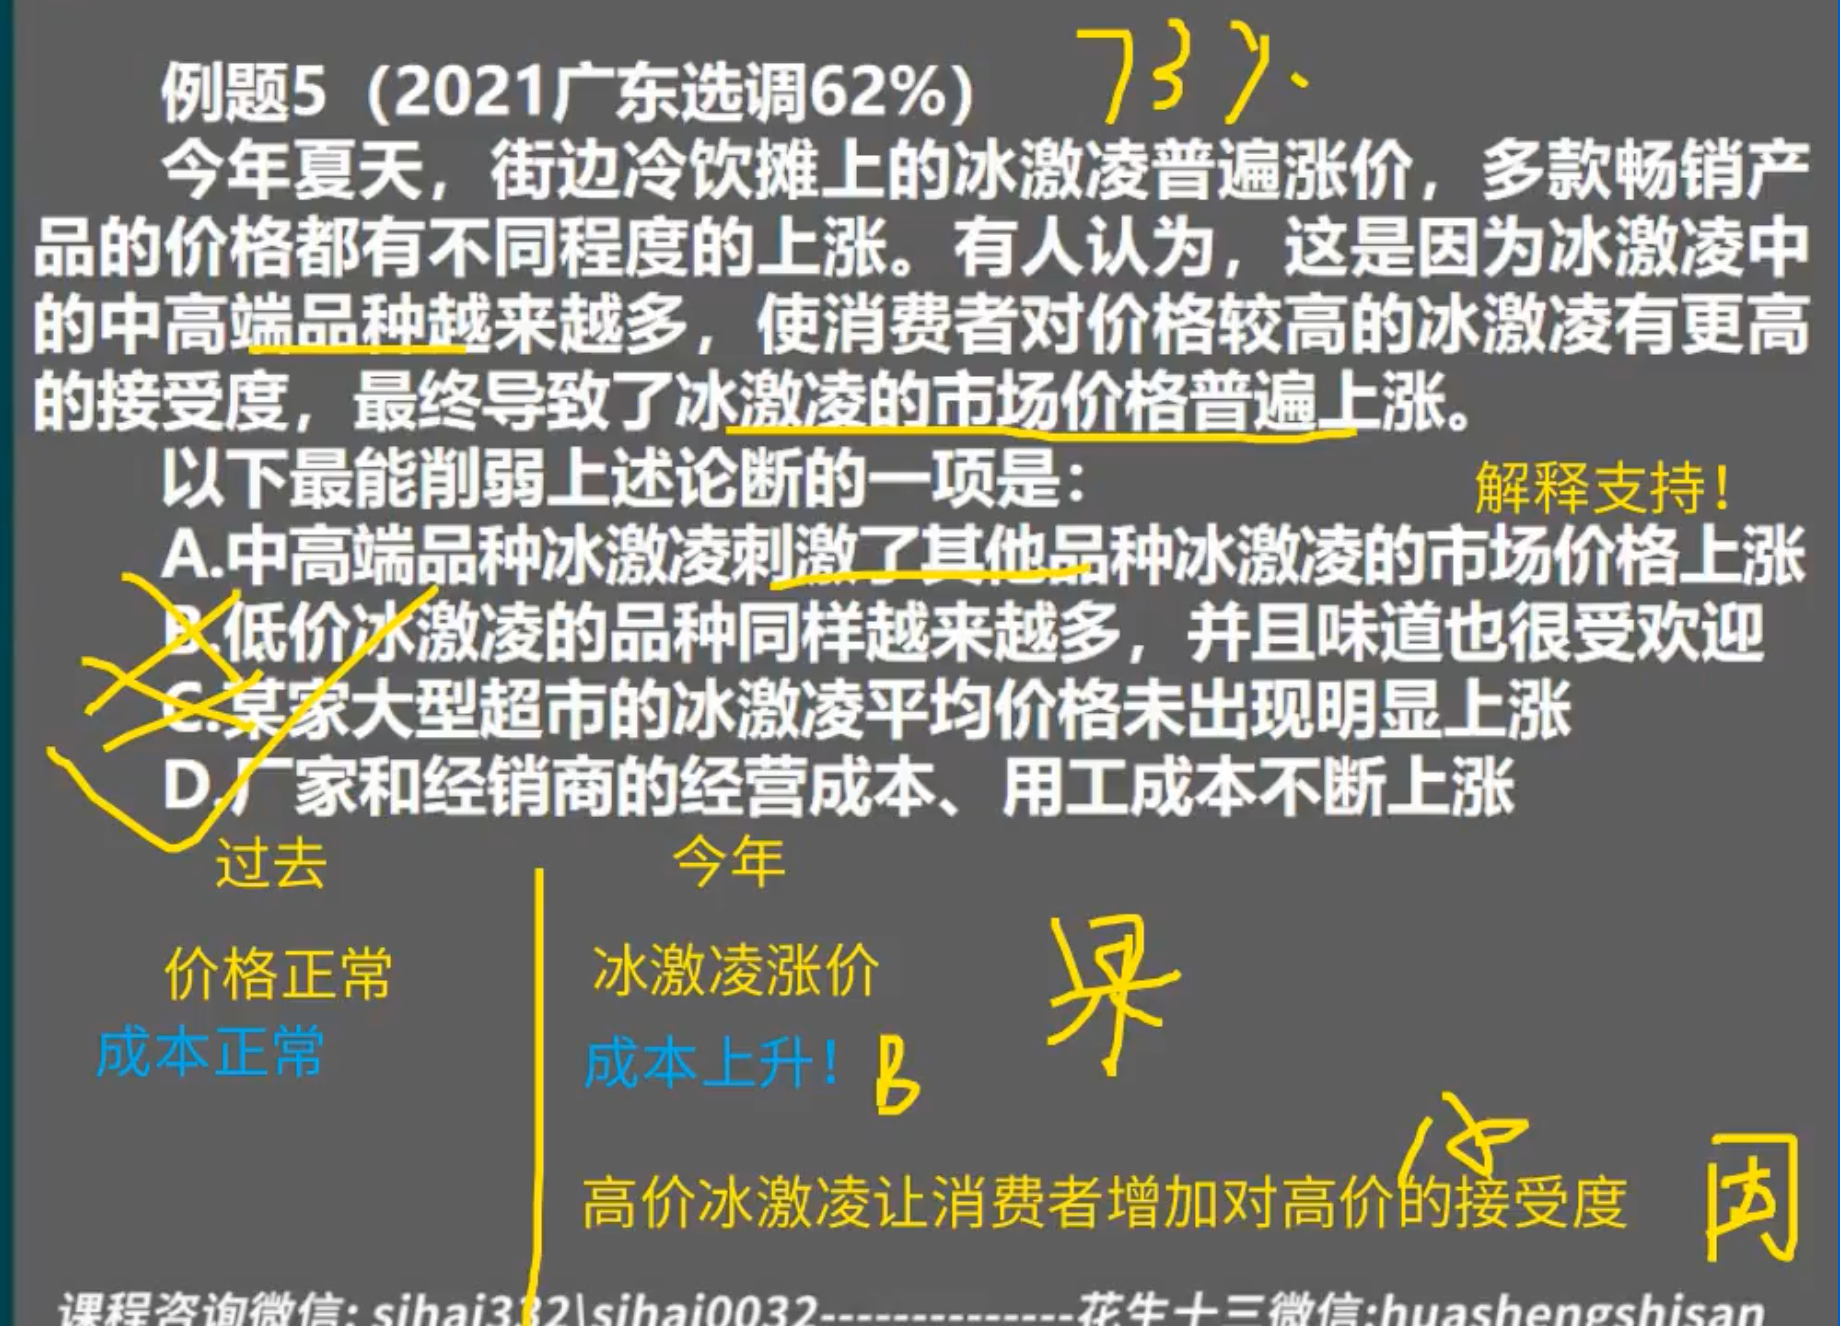 例题5（2021广东选调62%） 73%
今年夏天，街边冷饮摊上的冰激凌普遍涨价，多款畅销产
品的价格都有不同程度的上涨。有人认为，这是因为冰激凌中
的中高端品种越来越多，使消费者对价格较高的冰激凌有更高
的接受度，最终导致了冰激凌的市场价格普遍上涨。
以下最能削弱上述论断的一项是：
解释支持！
A.中高端品种冰激凌刺激了其他品种冰激凌的市场价格上涨
B.低价冰激凌的品种同样越来越多，并且味道也很受欢迎
C.某家大型超市的冰激凌平均价格未出现明显上涨
D.厂家和经销商的经营成本、用工成本不断上涨
过去 今年
价格正常 冰激凌涨价 果
成本正常 成本上升！ B
高价冰激凌让消费者增加对高价的接受度 因
课程咨询微信: sihai332\sihai0032--------------花生十三微信:huashengshisan